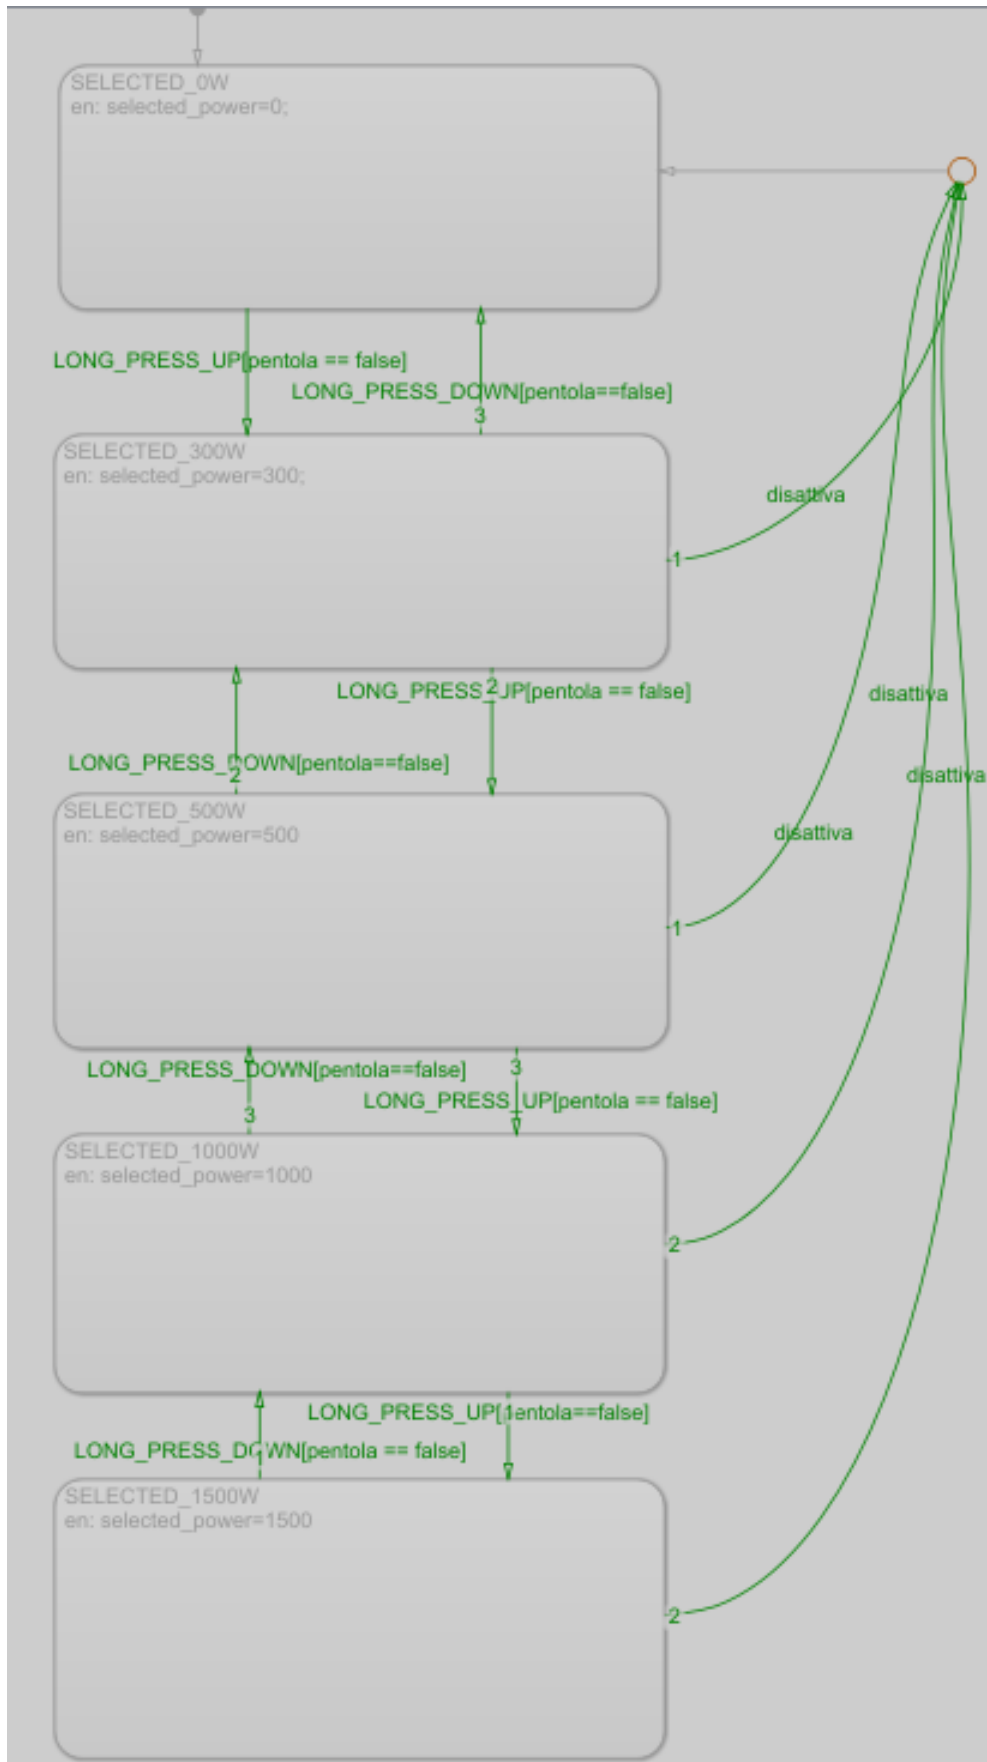 SELECTED_0W
en: selected_power=0;
LONG_PRESS_UP[pentola == false]
LONG_PRESS_DOWN[pentola==false]
3
SELECTED_300W
en: selected_power=300;
disattiva
1
2
LONG_PRESS_UP[pentola == false]
disattiva
LONG_PRESS_DOWN[pentola==false]
2
disattiva
SELECTED_500W
en: selected_power=500
disattiva
1
3
LONG_PRESS_DOWN[pentola==false]
LONG_PRESS_UP[pentola == false]
3
SELECTED_1000W
en: selected_power=1000
2
LONG_PRESS_UP[pentola==false]
1
LONG_PRESS_DOWN[pentola == false]
1
SELECTED_1500W
en: selected_power=1500
2